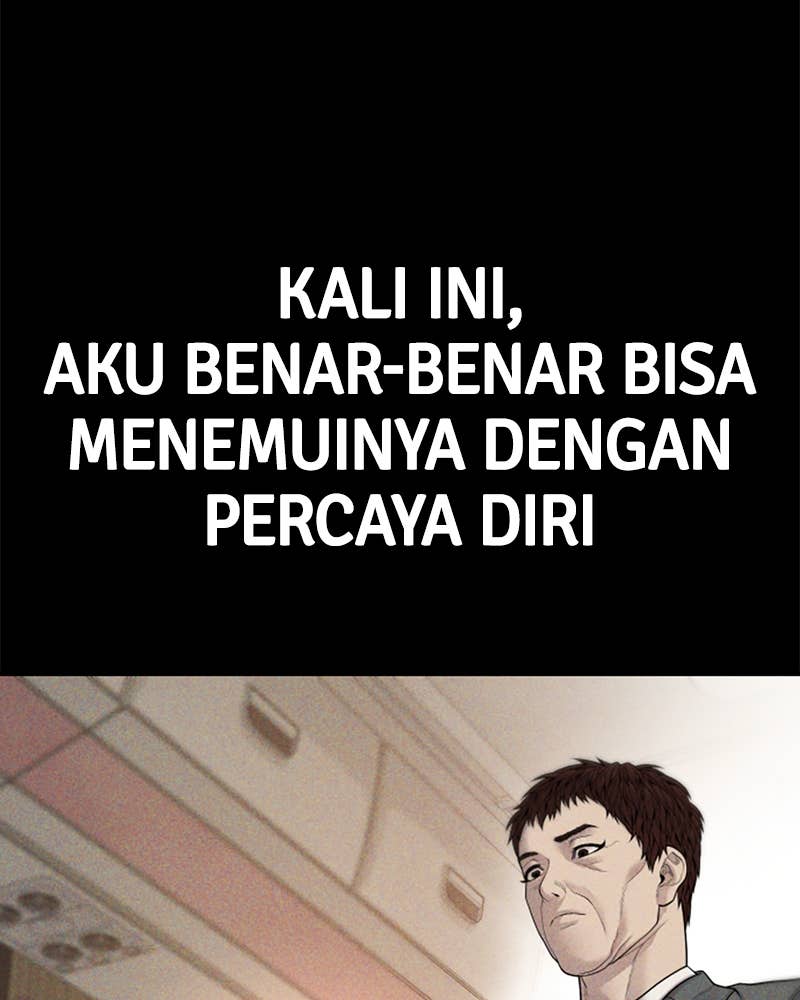 KALI INI,
AKU BENAR-BENAR BISA
MENEMUINYA DENGAN
PERCAYA DIRI